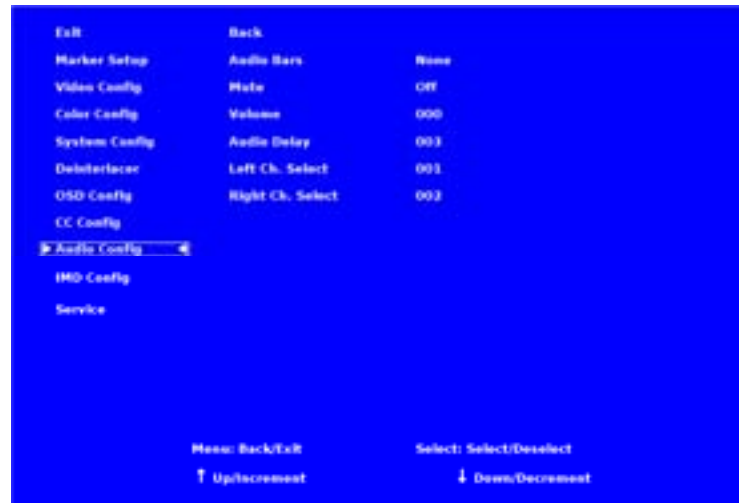 Exit Back
Marker Setup Audio Bars None
Video Config Mute Off
Color Config Volume 000
System Config Audio Delay 003
Deinterlacer Left Ch. Select 001
OSD Config Right Ch. Select 002
CC Config
Audio Config
IMD Config
Service
Menu: Back/Exit Select: Select/Deselect
↑ Up/Increment ↓ Down/Decrement